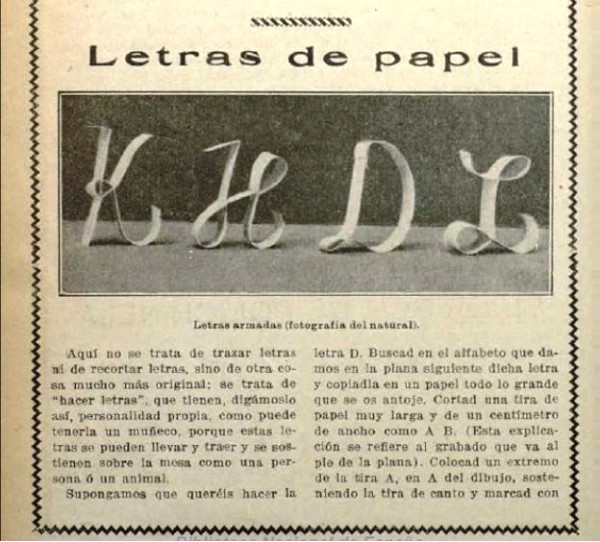 Letras de papel
K H D L
Letras armadas (fotografía del natural).
Aquí no se trata de trazar letras
ni de recortar letras, sino de otra co-
sa mucho más original: se trata de
"hacer letras", que tienen, digámoslo
así, personalidad propia, como puede
tenerla un muñeco, porque estas le-
tras se pueden llevar y traer y se sos-
tienen sobre la mesa como una per-
sona ó un animal.
Supongamos que queréis hacer la
letra D. Buscad en el alfabeto que da-
mos en la plana siguiente dicha letra
y copiadla en un papel todo lo grande
que se os antoje. Cortad una tira de
papel muy larga y de un centímetro
de ancho como A B. (Esta explica-
ción se refiere al grabado que va al
pie de la plana). Colocad un extremo
de la tira A, en A del dibujo, soste-
niendo la tira de canto y marcad con
Biblioteca Nacional de España